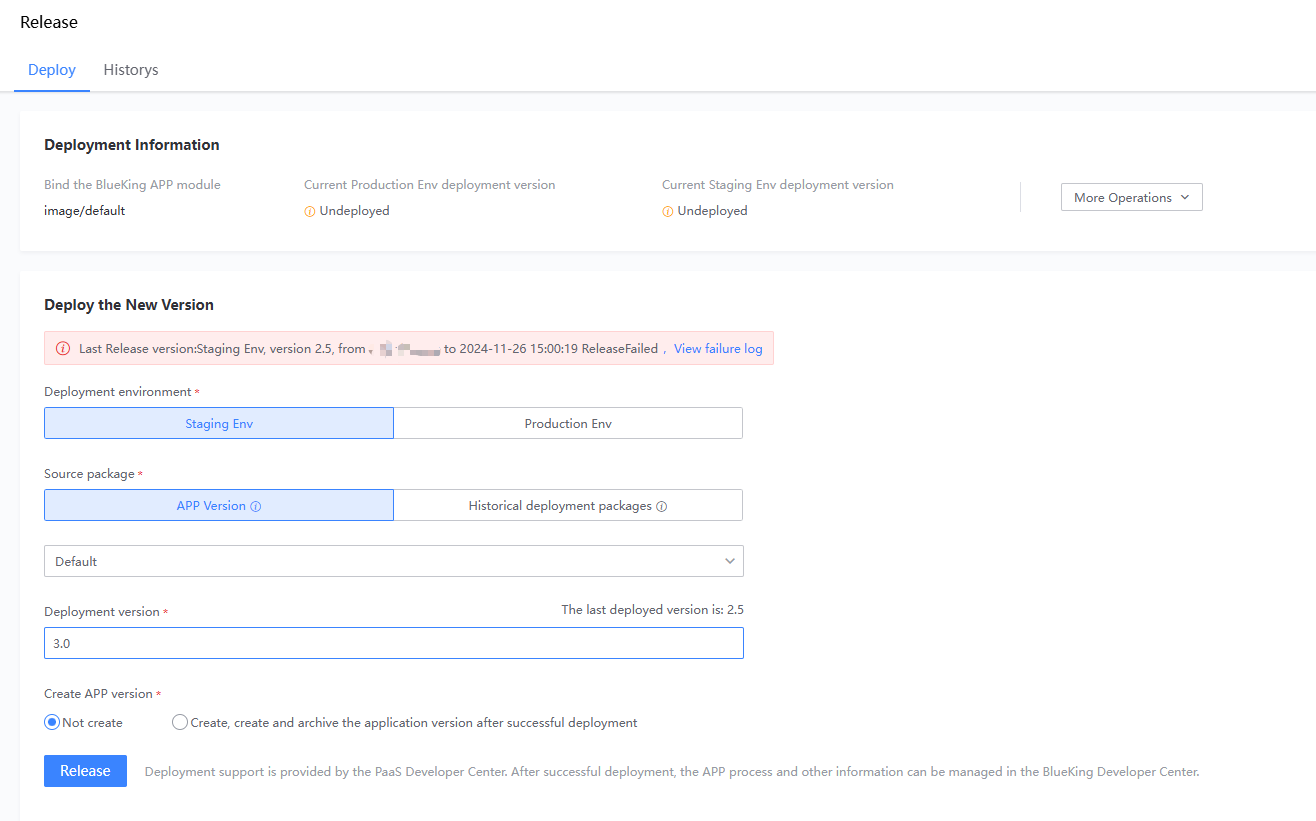 Release
Deploy Historys
Deployment Information
Bind the BlueKing APP module Current Production Env deployment version Current Staging Env deployment version
image/default Undeployed Undeployed
More Operations
Deploy the New Version
Last Release version:Staging Env, version 2.5, from to 2024-11-26 15:00:19 ReleaseFailed , View failure log
Deployment environment *
Staging Env Production Env
Source package *
APP Version Historical deployment packages
Default
Deployment version * The last deployed version is: 2.5
3.0
Create APP version *
Not create Create, create and archive the application version after successful deployment
Release Deployment support is provided by the PaaS Developer Center. After successful deployment, the APP process and other information can be managed in the BlueKing Developer Center.